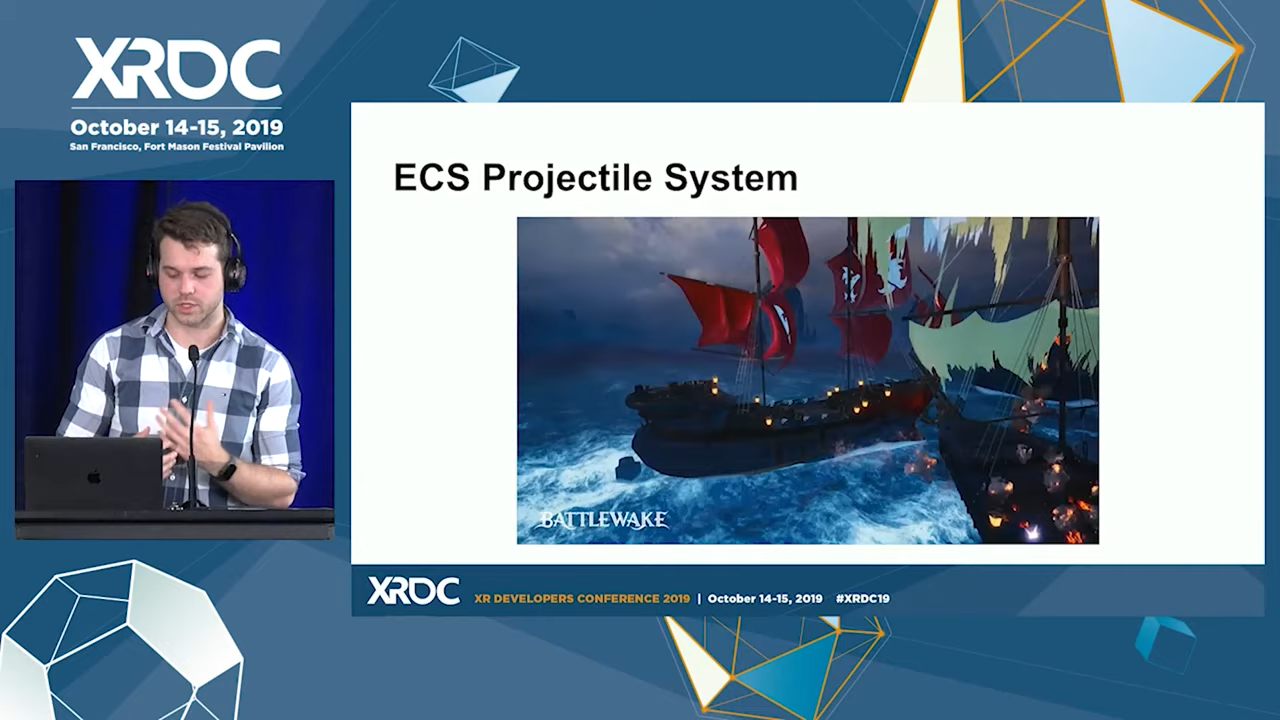 XRDC
October 14-15, 2019
San Francisco, Fort Mason Festival Pavilion
ECS Projectile System
BATTLEWAKE
XRDC
XR DEVELOPERS CONFERENCE 2019 | October 14-15, 2019 #XRDC19